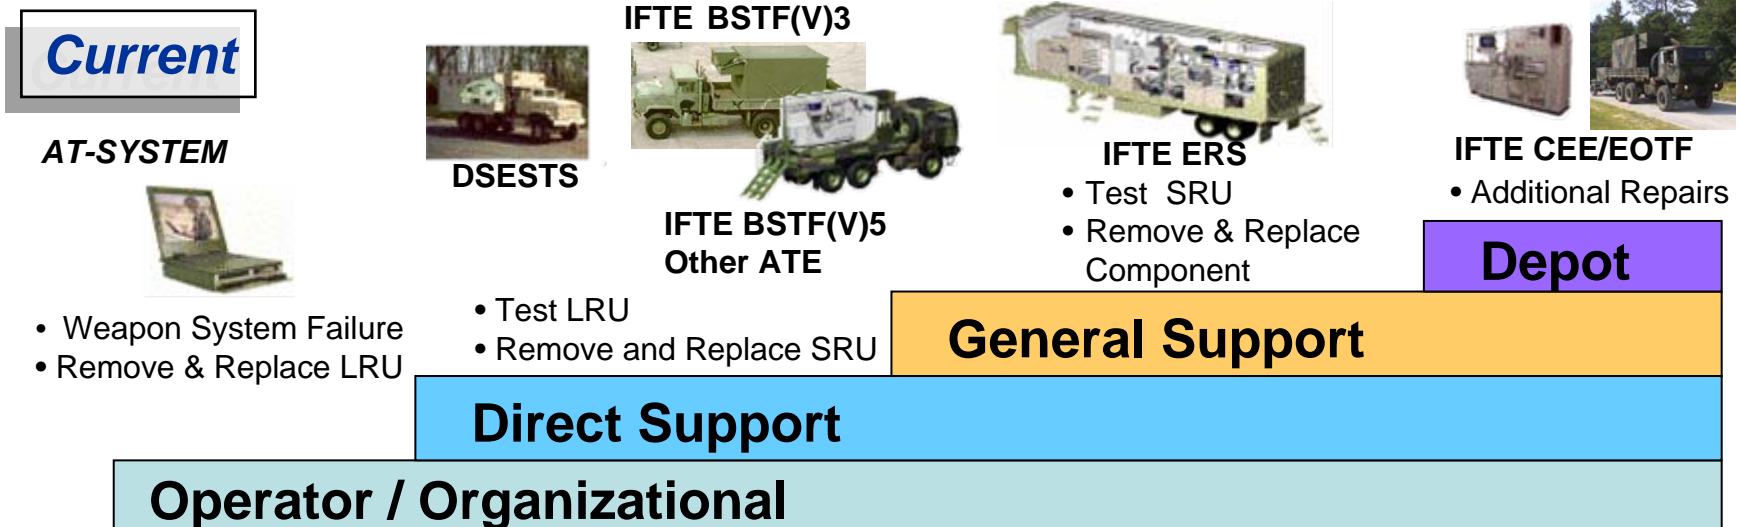 Current
AT-SYSTEM
• Weapon System Failure
• Remove & Replace LRU
IFTE BSTF(V)3
DSESTS
IFTE BSTF(V)5
Other ATE
• Test LRU
• Remove and Replace SRU
IFTE ERS
• Test SRU
• Remove & Replace
Component
IFTE CEE/EOTF
• Additional Repairs
Depot
General Support
Direct Support
Operator / Organizational